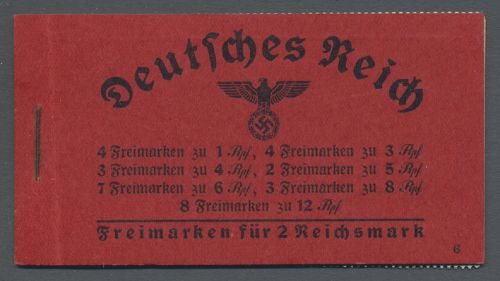 Deutſches Reich
4 Freimarken zu 1 Rpf, 4 Freimarken zu 3 Rpf
3 Freimarken zu 4 Rpf, 2 Freimarken zu 5 Rpf
7 Freimarken zu 6 Rpf, 3 Freimarken zu 8 Rpf
8 Freimarken zu 12 Rpf
Freimarken für 2 Reichsmark
6